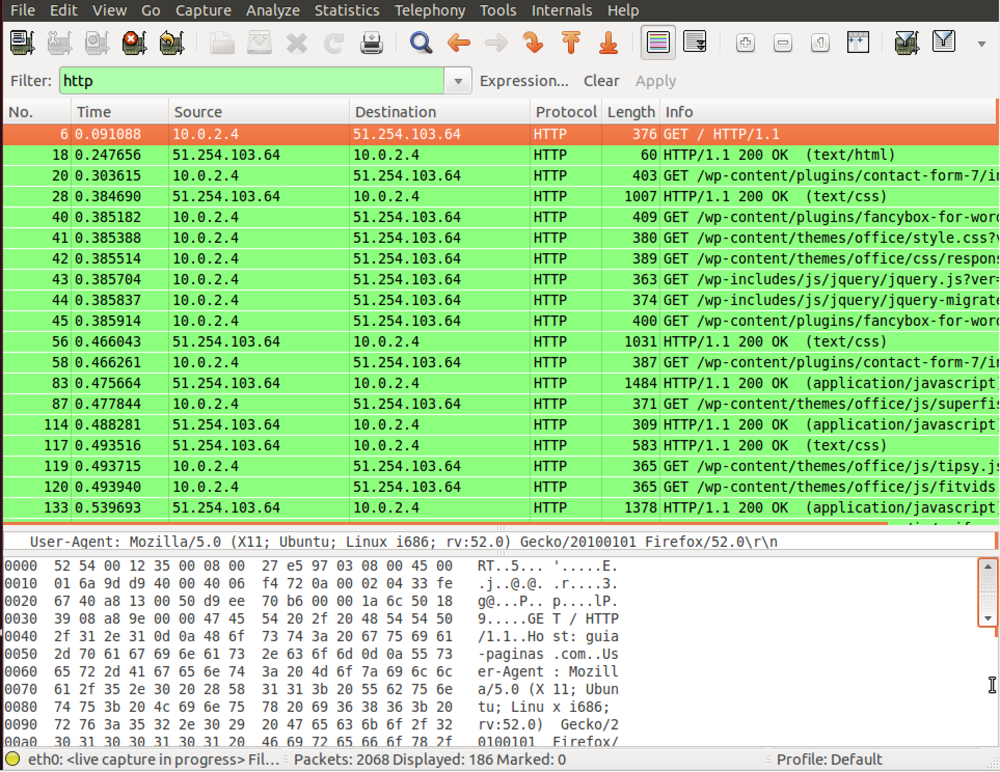 File Edit View Go Capture Analyze Statistics Telephony Tools Internals Help
Filter: http Expression... Clear Apply
No. Time Source Destination Protocol Length Info
6 0.091088 10.0.2.4 51.254.103.64 HTTP 376 GET / HTTP/1.1
18 0.247656 51.254.103.64 10.0.2.4 HTTP 60 HTTP/1.1 200 OK (text/html)
20 0.303615 10.0.2.4 51.254.103.64 HTTP 403 GET /wp-content/plugins/contact-form-7/in
28 0.384690 51.254.103.64 10.0.2.4 HTTP 1007 HTTP/1.1 200 OK (text/css)
40 0.385182 10.0.2.4 51.254.103.64 HTTP 409 GET /wp-content/plugins/fancybox-for-word
41 0.385388 10.0.2.4 51.254.103.64 HTTP 380 GET /wp-content/themes/office/style.css?v
42 0.385514 10.0.2.4 51.254.103.64 HTTP 389 GET /wp-content/themes/office/css/respons
43 0.385704 10.0.2.4 51.254.103.64 HTTP 363 GET /wp-includes/js/jquery/jquery.js?ver=
44 0.385837 10.0.2.4 51.254.103.64 HTTP 374 GET /wp-includes/js/jquery/jquery-migrate
45 0.385914 10.0.2.4 51.254.103.64 HTTP 400 GET /wp-content/plugins/fancybox-for-word
56 0.466043 51.254.103.64 10.0.2.4 HTTP 1031 HTTP/1.1 200 OK (text/css)
58 0.466261 10.0.2.4 51.254.103.64 HTTP 387 GET /wp-content/plugins/contact-form-7/in
83 0.475664 51.254.103.64 10.0.2.4 HTTP 1484 HTTP/1.1 200 OK (application/javascript)
87 0.477844 10.0.2.4 51.254.103.64 HTTP 371 GET /wp-content/themes/office/js/superfis
114 0.488281 51.254.103.64 10.0.2.4 HTTP 309 HTTP/1.1 200 OK (application/javascript)
117 0.493516 51.254.103.64 10.0.2.4 HTTP 583 HTTP/1.1 200 OK (text/css)
119 0.493715 10.0.2.4 51.254.103.64 HTTP 365 GET /wp-content/themes/office/js/tipsy.js
120 0.493940 10.0.2.4 51.254.103.64 HTTP 365 GET /wp-content/themes/office/js/fitvids
133 0.539693 51.254.103.64 10.0.2.4 HTTP 1378 HTTP/1.1 200 OK (application/javascript)
User-Agent: Mozilla/5.0 (X11; Ubuntu; Linux i686; rv:52.0) Gecko/20100101 Firefox/52.0\r\n
0000 52 54 00 12 35 00 08 00 27 e5 97 03 08 00 45 00 RT..5... '.....E.
0010 01 6a 9d d9 40 00 40 06 f4 72 0a 00 02 04 33 fe .j..@.@. .r....3.
0020 67 40 a8 13 00 50 d9 ee 70 b6 00 00 1a 6c 50 18 g@...P.. p....lP.
0030 39 08 a8 9e 00 00 47 45 54 20 2f 20 48 54 54 50 9.....GE T / HTTP
0040 2f 31 2e 31 0d 0a 48 6f 73 74 3a 20 67 75 69 61 /1.1..Ho st: guia
0050 2d 70 61 67 69 6e 61 73 2e 63 6f 6d 0d 0a 55 73 -paginas .com..Us
0060 65 72 2d 41 67 65 6e 74 3a 20 4d 6f 7a 69 6c 6c er-Agent : Mozill
0070 61 2f 35 2e 30 20 28 58 31 31 3b 20 55 62 75 6e a/5.0 (X 11; Ubun
0080 74 75 3b 20 4c 69 6e 75 78 20 69 36 38 36 3b 20 tu; Linu x i686;
0090 72 76 3a 35 32 2e 30 29 20 47 65 63 6b 6f 2f 32 rv:52.0) Gecko/2
00a0 30 31 30 30 31 30 31 20 46 69 72 65 66 6f 78 2f 0100101 Firefox/
eth0: <live capture in progress> Fil... Packets: 2068 Displayed: 186 Marked: 0 Profile: Default